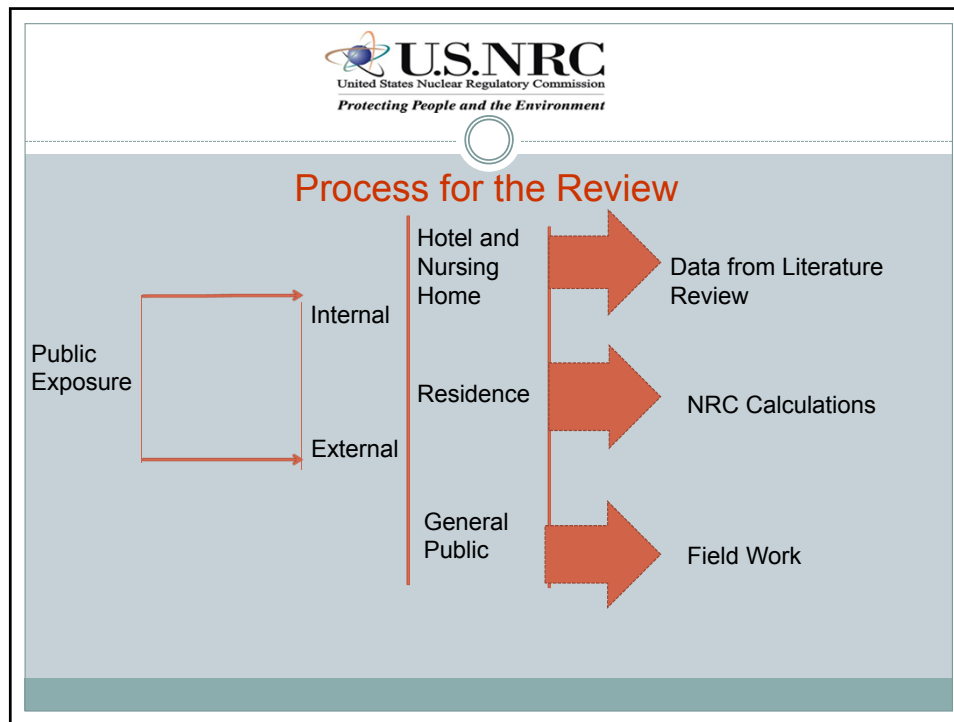 U.S.NRC
United States Nuclear Regulatory Commission
Protecting People and the Environment
Process for the Review
Public
Exposure
Internal
External
Hotel and
Nursing
Home
Residence
General
Public
Data from Literature
Review
NRC Calculations
Field Work